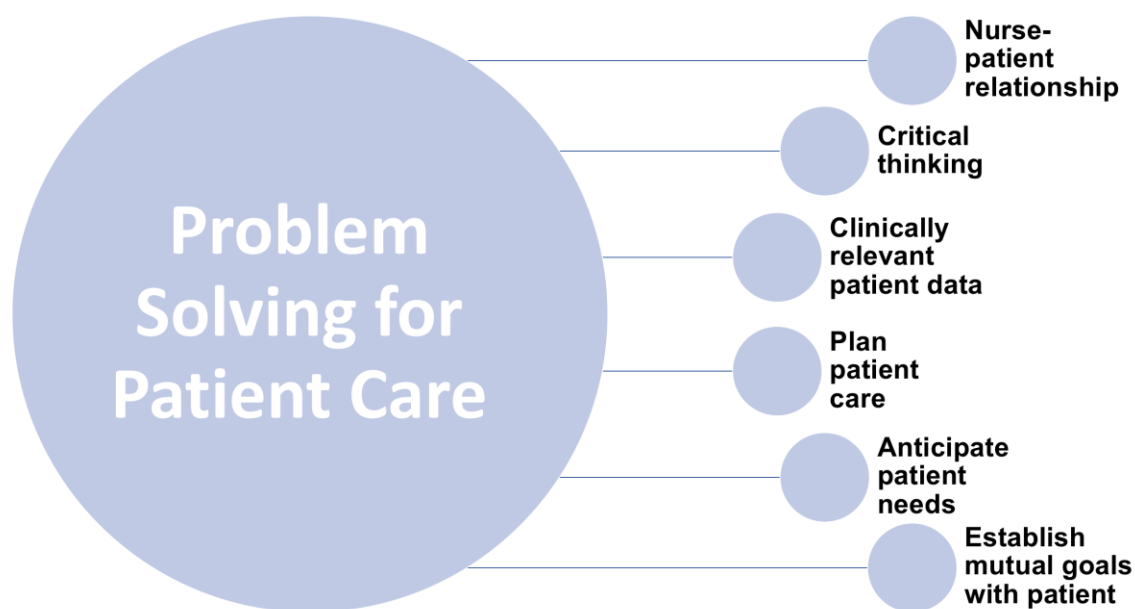 Problem
Solving for
Patient Care
Nurse-
patient
relationship
Critical
thinking
Clinically
relevant
patient data
Plan
patient
care
Anticipate
patient
needs
Establish
mutual goals
with patient